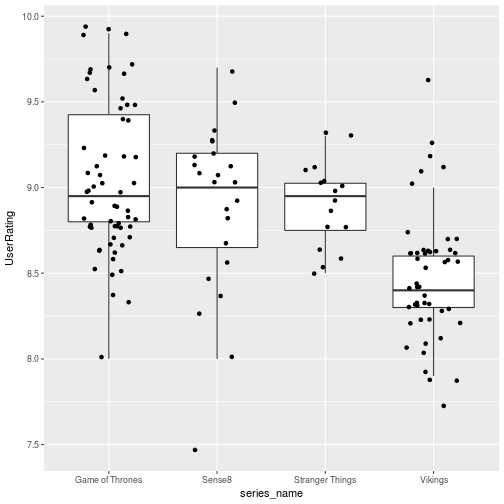 10.0
9.5
9.0
8.5
8.0
7.5
UserRating
Game of Thrones
Sense8
Stranger Things
Vikings
series_name